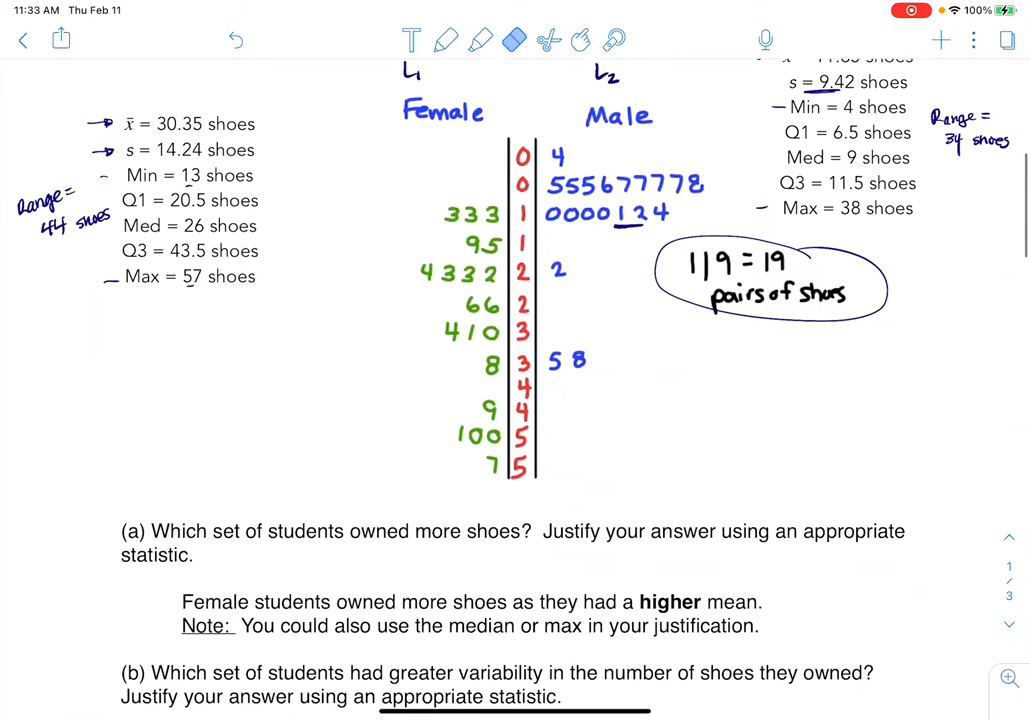 11:33 AM Thu Feb 11
100%
L1
L2
Female
Male
x̄ = 30.35 shoes
s = 14.24 shoes
Min = 13 shoes
Q1 = 20.5 shoes
Med = 26 shoes
Q3 = 43.5 shoes
Max = 57 shoes
Range =
44 shoes
s = 9.42 shoes
Min = 4 shoes
Q1 = 6.5 shoes
Med = 9 shoes
Q3 = 11.5 shoes
Max = 38 shoes
Range =
34 shoes
0 4
0 555677778
333 1 0000124
95 1
4332 2 2
66 2
410 3
8 3 58
4
9 4
100 5
7 5
1|9 = 19
pairs of shoes
(a) Which set of students owned more shoes? Justify your answer using an appropriate
statistic.
Female students owned more shoes as they had a higher mean.
Note: You could also use the median or max in your justification.
(b) Which set of students had greater variability in the number of shoes they owned?
Justify your answer using an appropriate statistic.
1
/
3